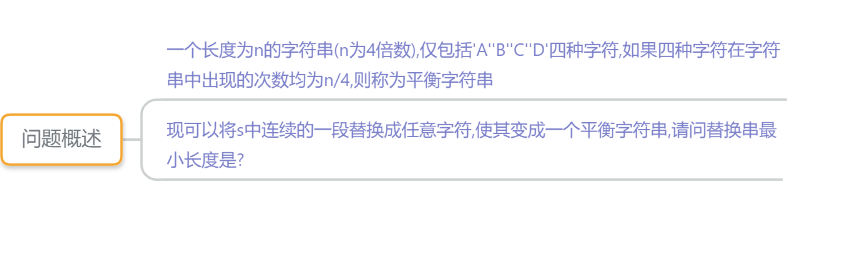 一个长度为n的字符串(n为4倍数),仅包括'A''B''C''D'四种字符,如果四种字符在字符
串中出现的次数均为n/4,则称为平衡字符串
问题概述
现可以将s中连续的一段替换成任意字符,使其变成一个平衡字符串,请问替换串最
小长度是?